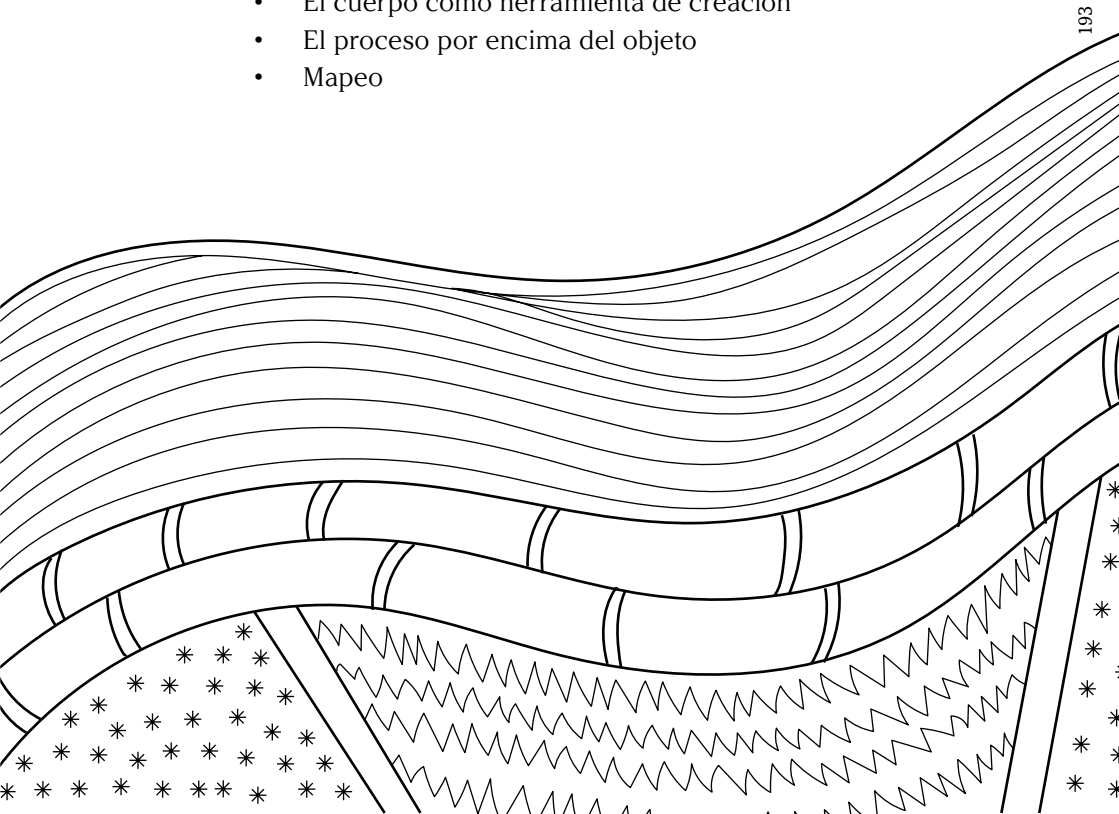 • El cuerpo como herramienta de creación
• El proceso por encima del objeto
• Mapeo
193